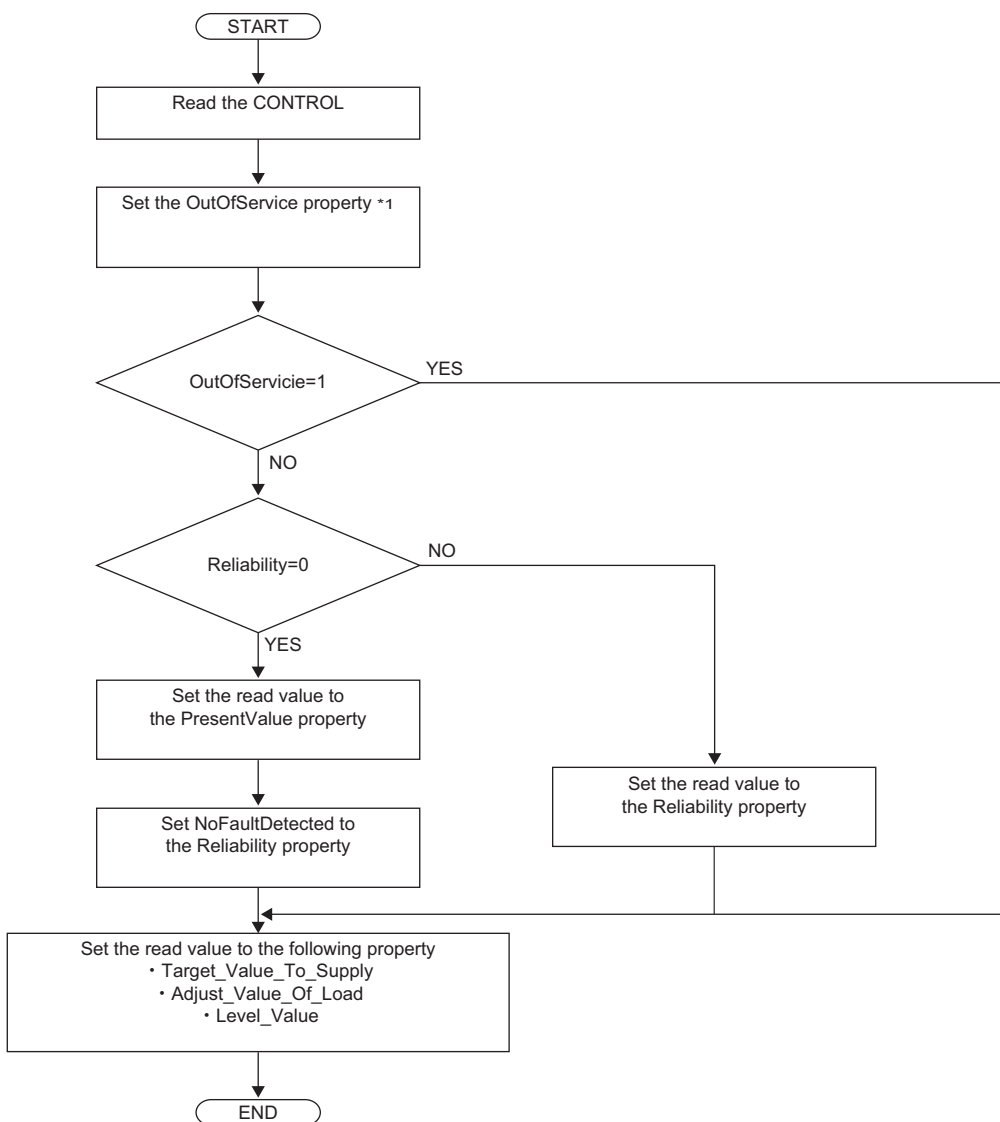 START
Read the CONTROL
Set the OutOfService property *1
OutOfServicie=1
YES
NO
Reliability=0
NO
YES
Set the read value to
the PresentValue property
Set the read value to
the Reliability property
Set NoFaultDetected to
the Reliability property
Set the read value to the following property
・Target_Value_To_Supply
・Adjust_Value_Of_Load
・Level_Value
END